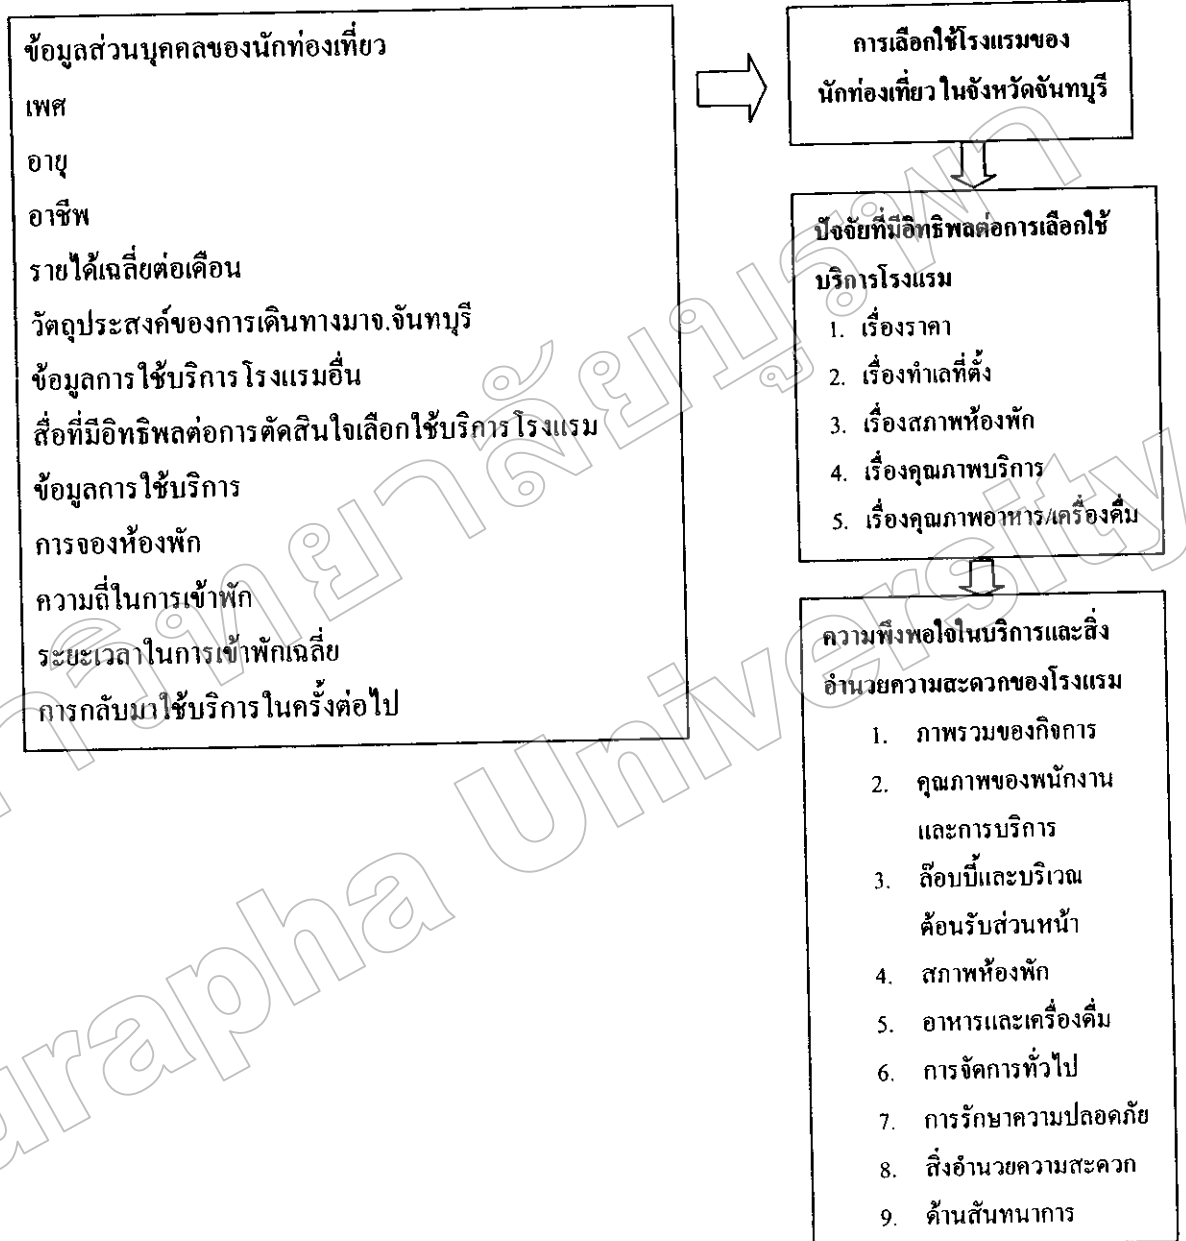 ข้อมูลส่วนบุคคลของนักท่องเที่ยว
เพศ
อายุ
อาชีพ
รายได้เฉลี่ยต่อเดือน
วัตถุประสงค์ของการเดินทางมาจ.จันทบุรี
ข้อมูลการใช้บริการโรงแรมอื่น
สื่อที่มีอิทธิพลต่อการตัดสินใจเลือกใช้บริการโรงแรม
ข้อมูลการใช้บริการ
การจองห้องพัก
ความถี่ในการเข้าพัก
ระยะเวลาในการเข้าพักเฉลี่ย
การกลับมาใช้บริการในครั้งต่อไป
การเลือกใช้โรงแรมของ
นักท่องเที่ยวในจังหวัดจันทบุรี
ปัจจัยที่มีอิทธิพลต่อการเลือกใช้
บริการโรงแรม
1. เรื่องราคา
2. เรื่องทำเลที่ตั้ง
3. เรื่องสภาพห้องพัก
4. เรื่องคุณภาพบริการ
5. เรื่องคุณภาพอาหาร/เครื่องดื่ม
ความพึงพอใจในบริการและสิ่ง
อำนวยความสะดวกของโรงแรม
1. ภาพรวมของกิจการ
2. คุณภาพของพนักงาน
และการบริการ
3. ล๊อบบี้และบริเวณ
ต้อนรับส่วนหน้า
4. สภาพห้องพัก
5. อาหารและเครื่องดื่ม
6. การจัดการทั่วไป
7. การรักษาความปลอดภัย
8. สิ่งอำนวยความสะดวก
9. ด้านสันทนาการ
าวิทยาลัยบูรพา
urapha University